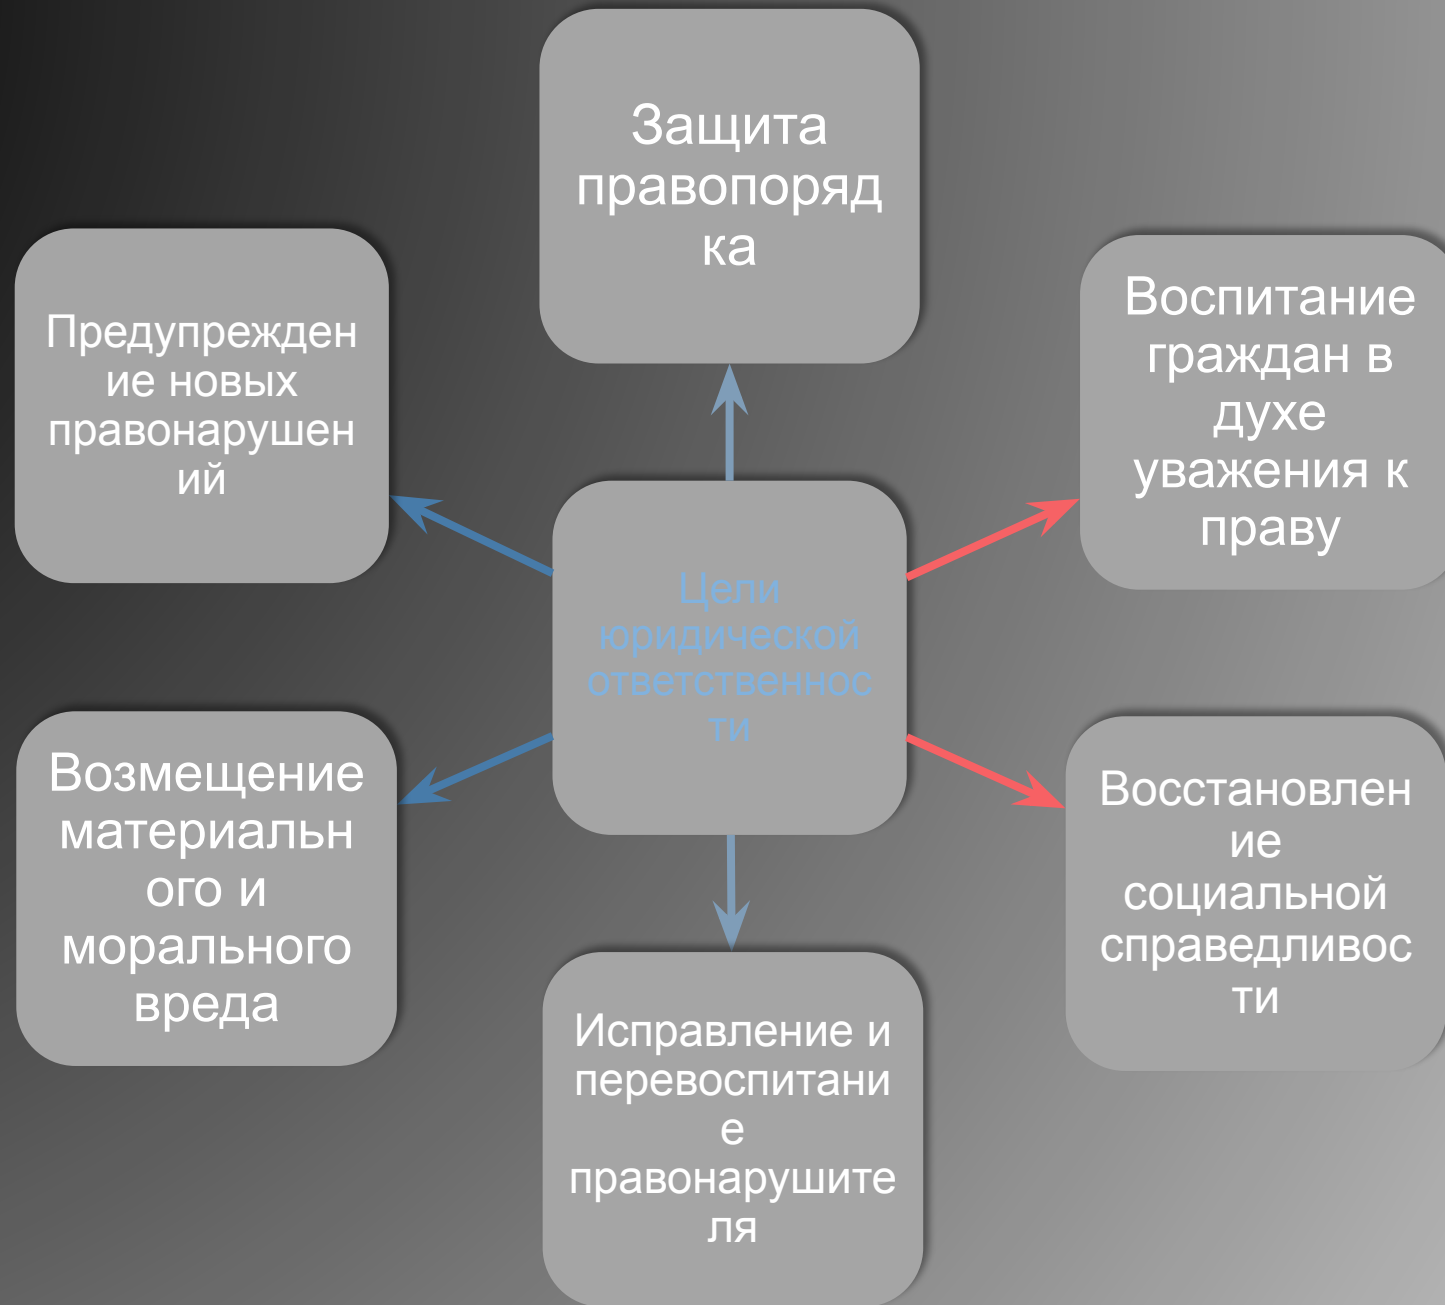 Защита
правопоряд
ка
Предупрежден
ие новых
правонарушен
ий
Воспитание
граждан в
духе
уважения к
праву
Цели
юридической
ответственнос
ти
Возмещение
материальн
ого и
морального
вреда
Восстановлен
ие
социальной
справедливос
ти
Исправление и
перевоспитани
е
правонарушите
ля